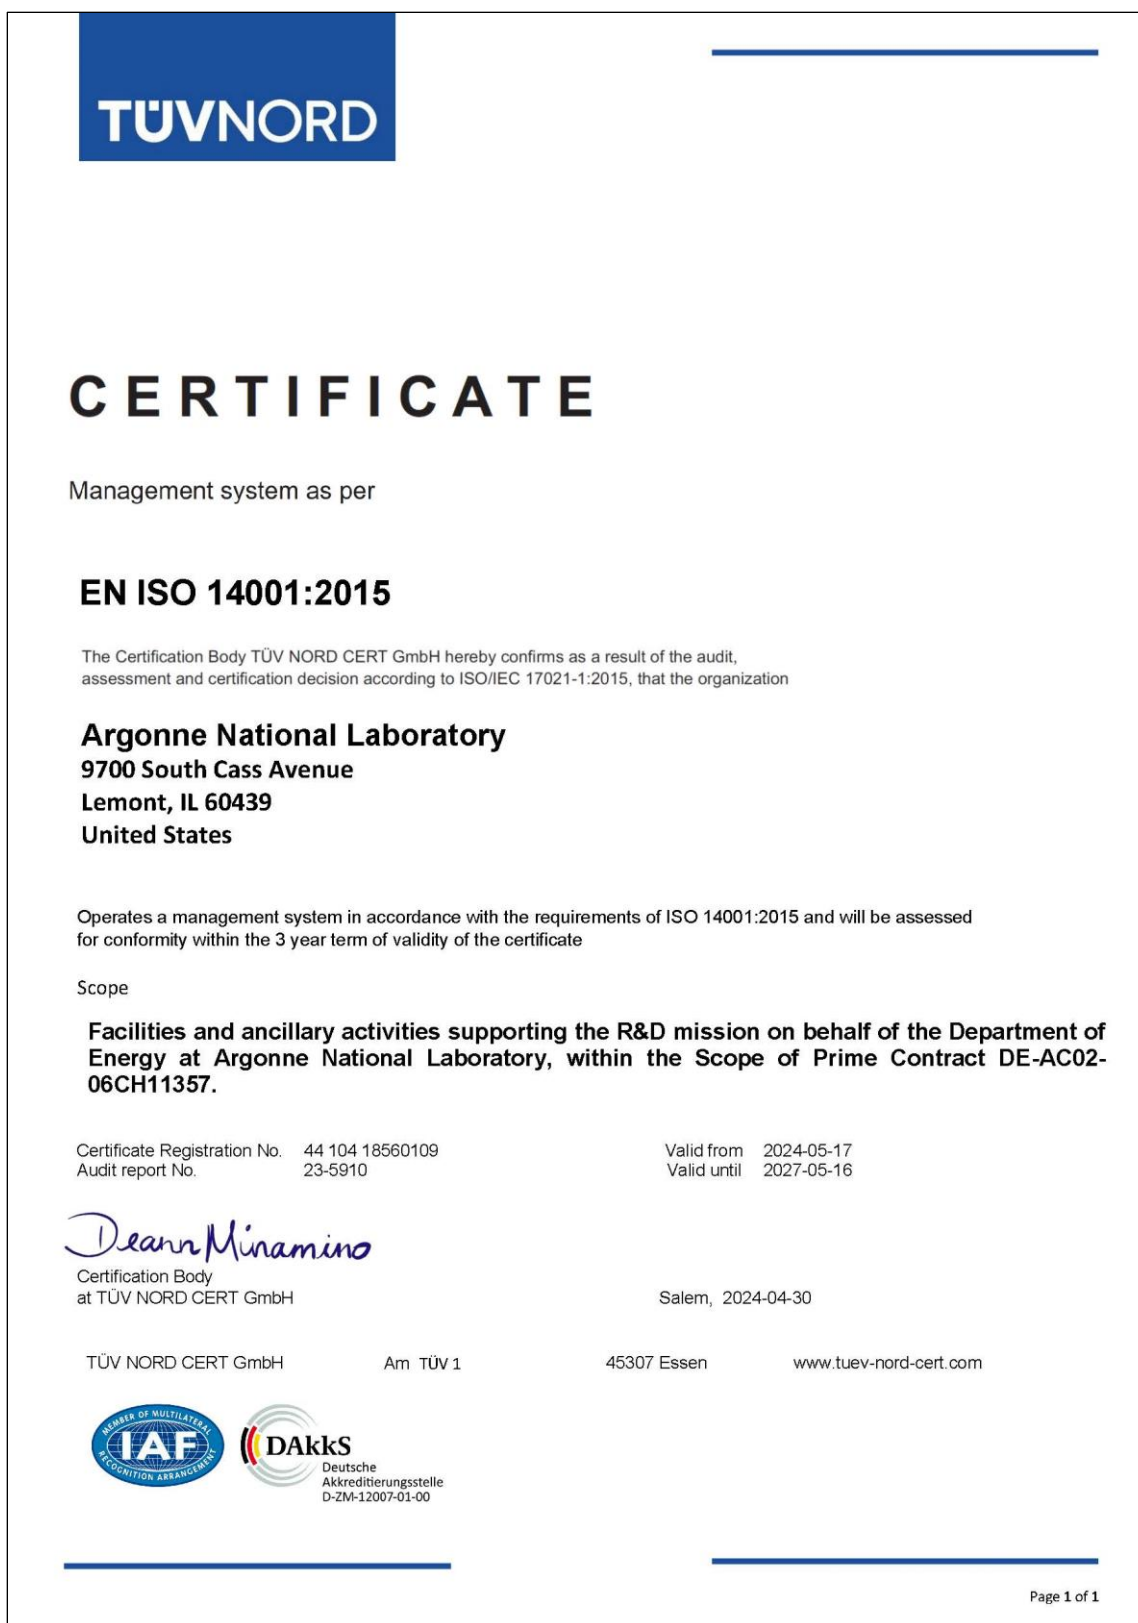 TÜVNORD
CERTIFICATE
Management system as per
EN ISO 14001:2015
The Certification Body TÜV NORD CERT GmbH hereby confirms as a result of the audit,
assessment and certification decision according to ISO/IEC 17021-1:2015, that the organization
Argonne National Laboratory
9700 South Cass Avenue
Lemont, IL 60439
United States
Operates a management system in accordance with the requirements of ISO 14001:2015 and will be assessed
for conformity within the 3 year term of validity of the certificate
Scope
Facilities and ancillary activities supporting the R&D mission on behalf of the Department of
Energy at Argonne National Laboratory, within the Scope of Prime Contract DE-AC02-
06CH11357.
Certificate Registration No. 44 104 18560109 Valid from 2024-05-17
Audit report No. 23-5910 Valid until 2027-05-16
Deann Minamino
Certification Body
at TÜV NORD CERT GmbH Salem, 2024-04-30
TÜV NORD CERT GmbH Am TÜV 1 45307 Essen www.tuev-nord-cert.com
MEMBER OF MULTILATERAL
IAF
RECOGNITION ARRANGEMENT
DAkkS
Deutsche
Akkreditierungsstelle
D-ZM-12007-01-00
Page 1 of 1